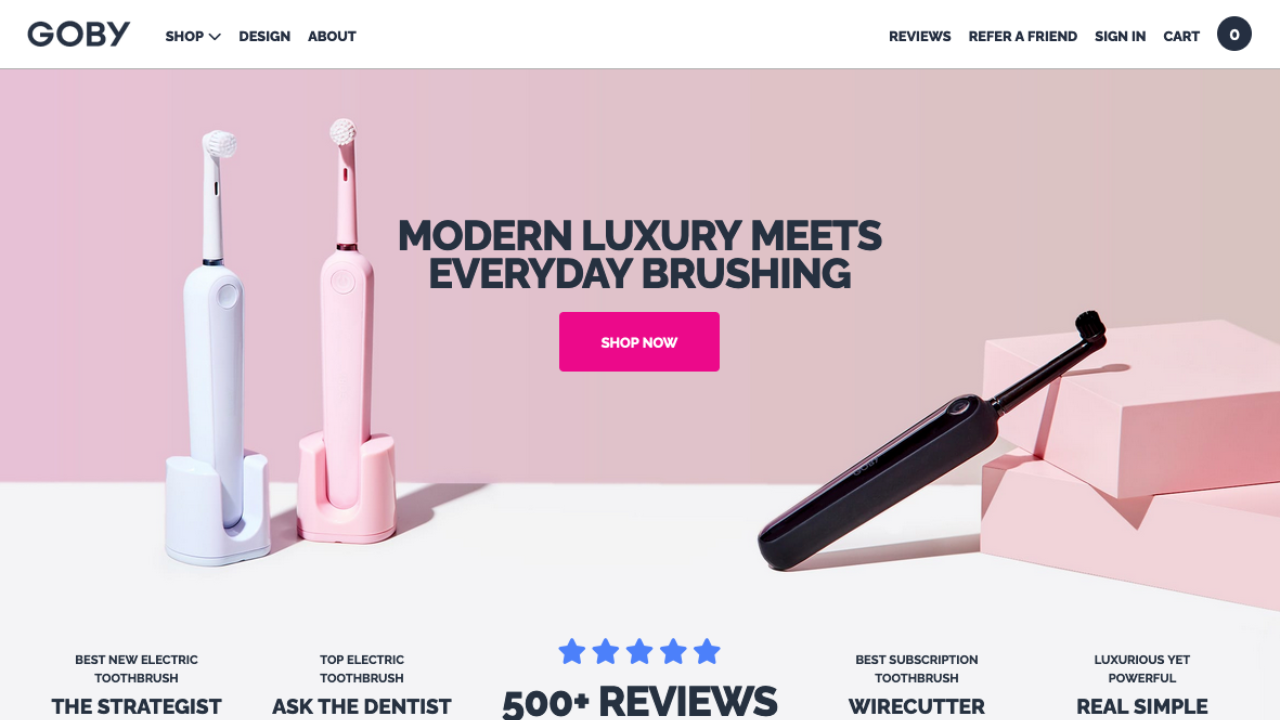 GOBY
SHOP
DESIGN
ABOUT
REVIEWS
REFER A FRIEND
SIGN IN
CART
0
MODERN LUXURY MEETS
EVERYDAY BRUSHING
SHOP NOW
GOBY
BEST NEW ELECTRIC
TOOTHBRUSH
THE STRATEGIST
TOP ELECTRIC
TOOTHBRUSH
ASK THE DENTIST
500+ REVIEWS
BEST SUBSCRIPTION
TOOTHBRUSH
WIRECUTTER
LUXURIOUS YET
POWERFUL
REAL SIMPLE